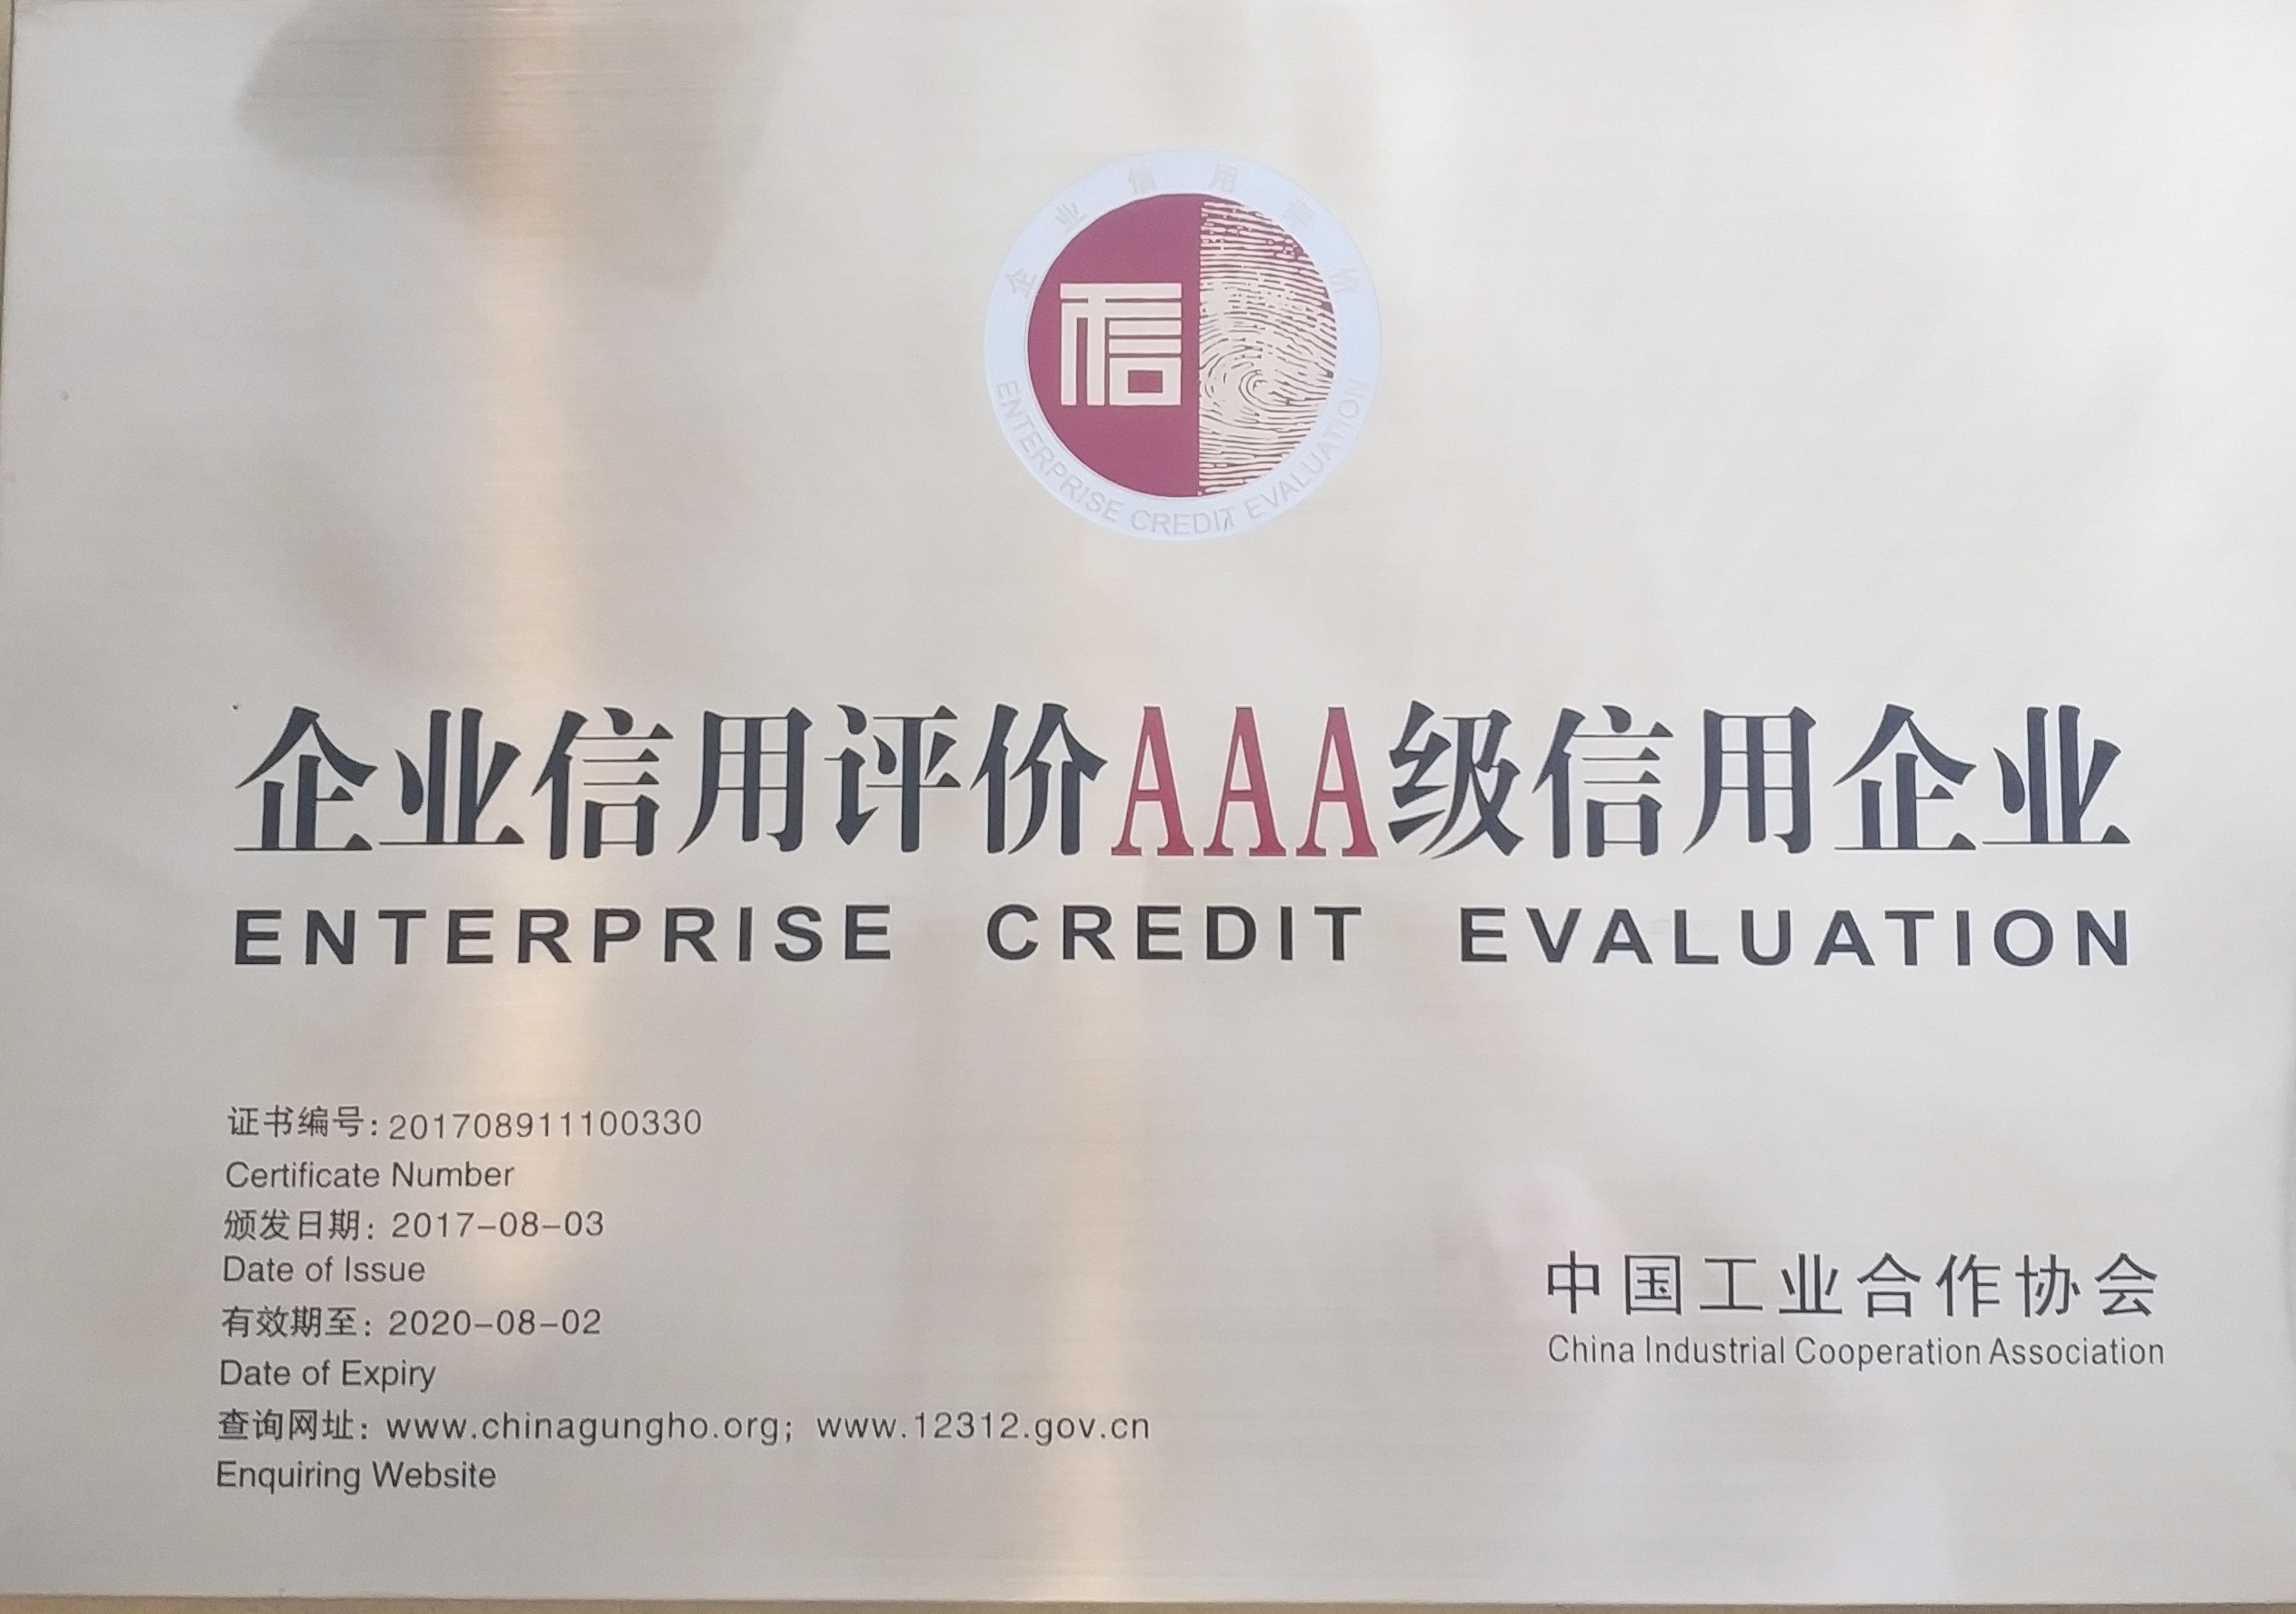 企业信用评价
信
ENTERPRISE CREDIT EVALUATION
企业信用评价AAA级信用企业
ENTERPRISE CREDIT EVALUATION
证书编号: 201708911100330
Certificate Number
颁发日期: 2017-08-03
Date of Issue
有效期至: 2020-08-02
Date of Expiry
查询网址: www.chinagungho.org; www.12312.gov.cn
Enquiring Website
中国工业合作协会
China Industrial Cooperation Association